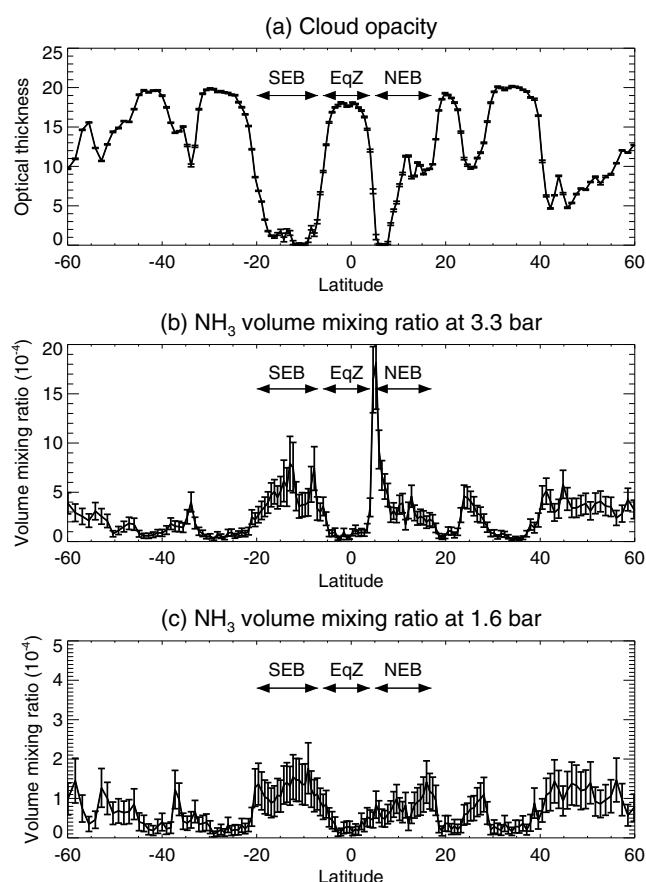 (a) Cloud opacity
25
20
15
10
5
0
Optical thickness
SEB EqZ NEB
-60 -40 -20 0 20 40 60
Latitude
(b) NH₃ volume mixing ratio at 3.3 bar
20
15
10
5
0
Volume mixing ratio (10⁻⁴)
SEB EqZ NEB
-60 -40 -20 0 20 40 60
Latitude
(c) NH₃ volume mixing ratio at 1.6 bar
5
4
3
2
1
0
Volume mixing ratio (10⁻⁴)
SEB EqZ NEB
-60 -40 -20 0 20 40 60
Latitude